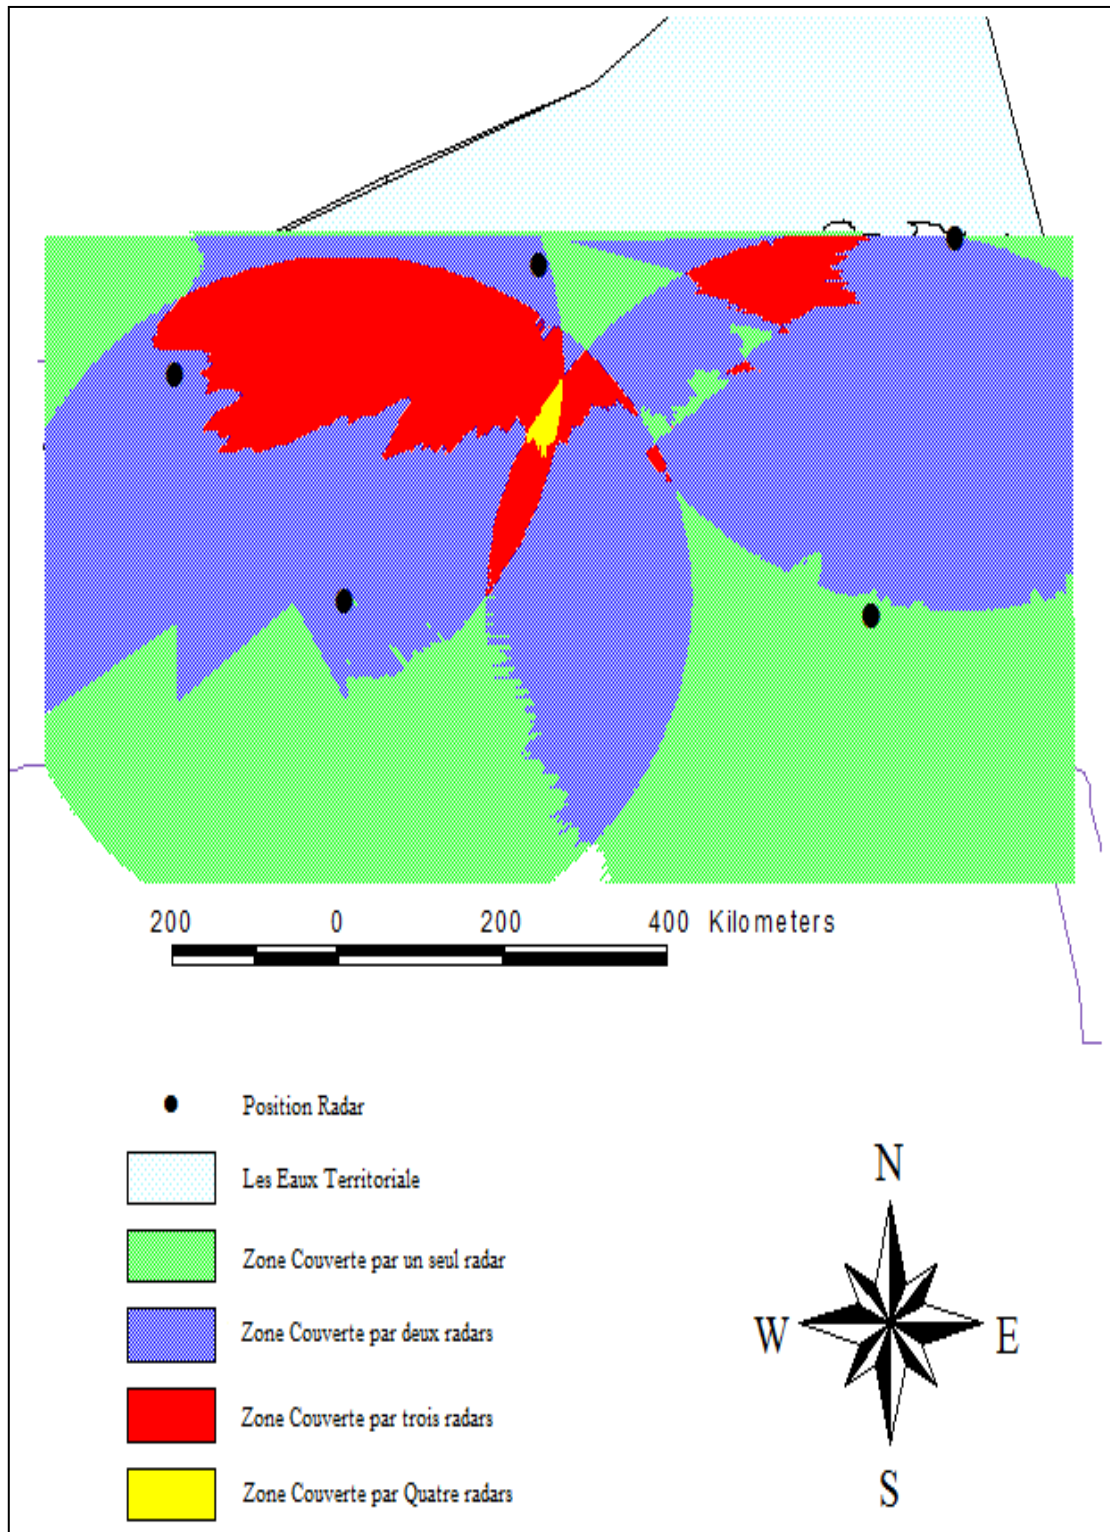 200 0 200 400 Kilometers
Position Radar
Les Eaux Territoriale
Zone Couverte par un seul radar
Zone Couverte par deux radars
Zone Couverte par trois radars
Zone Couverte par Quatre radars
N
W E
S